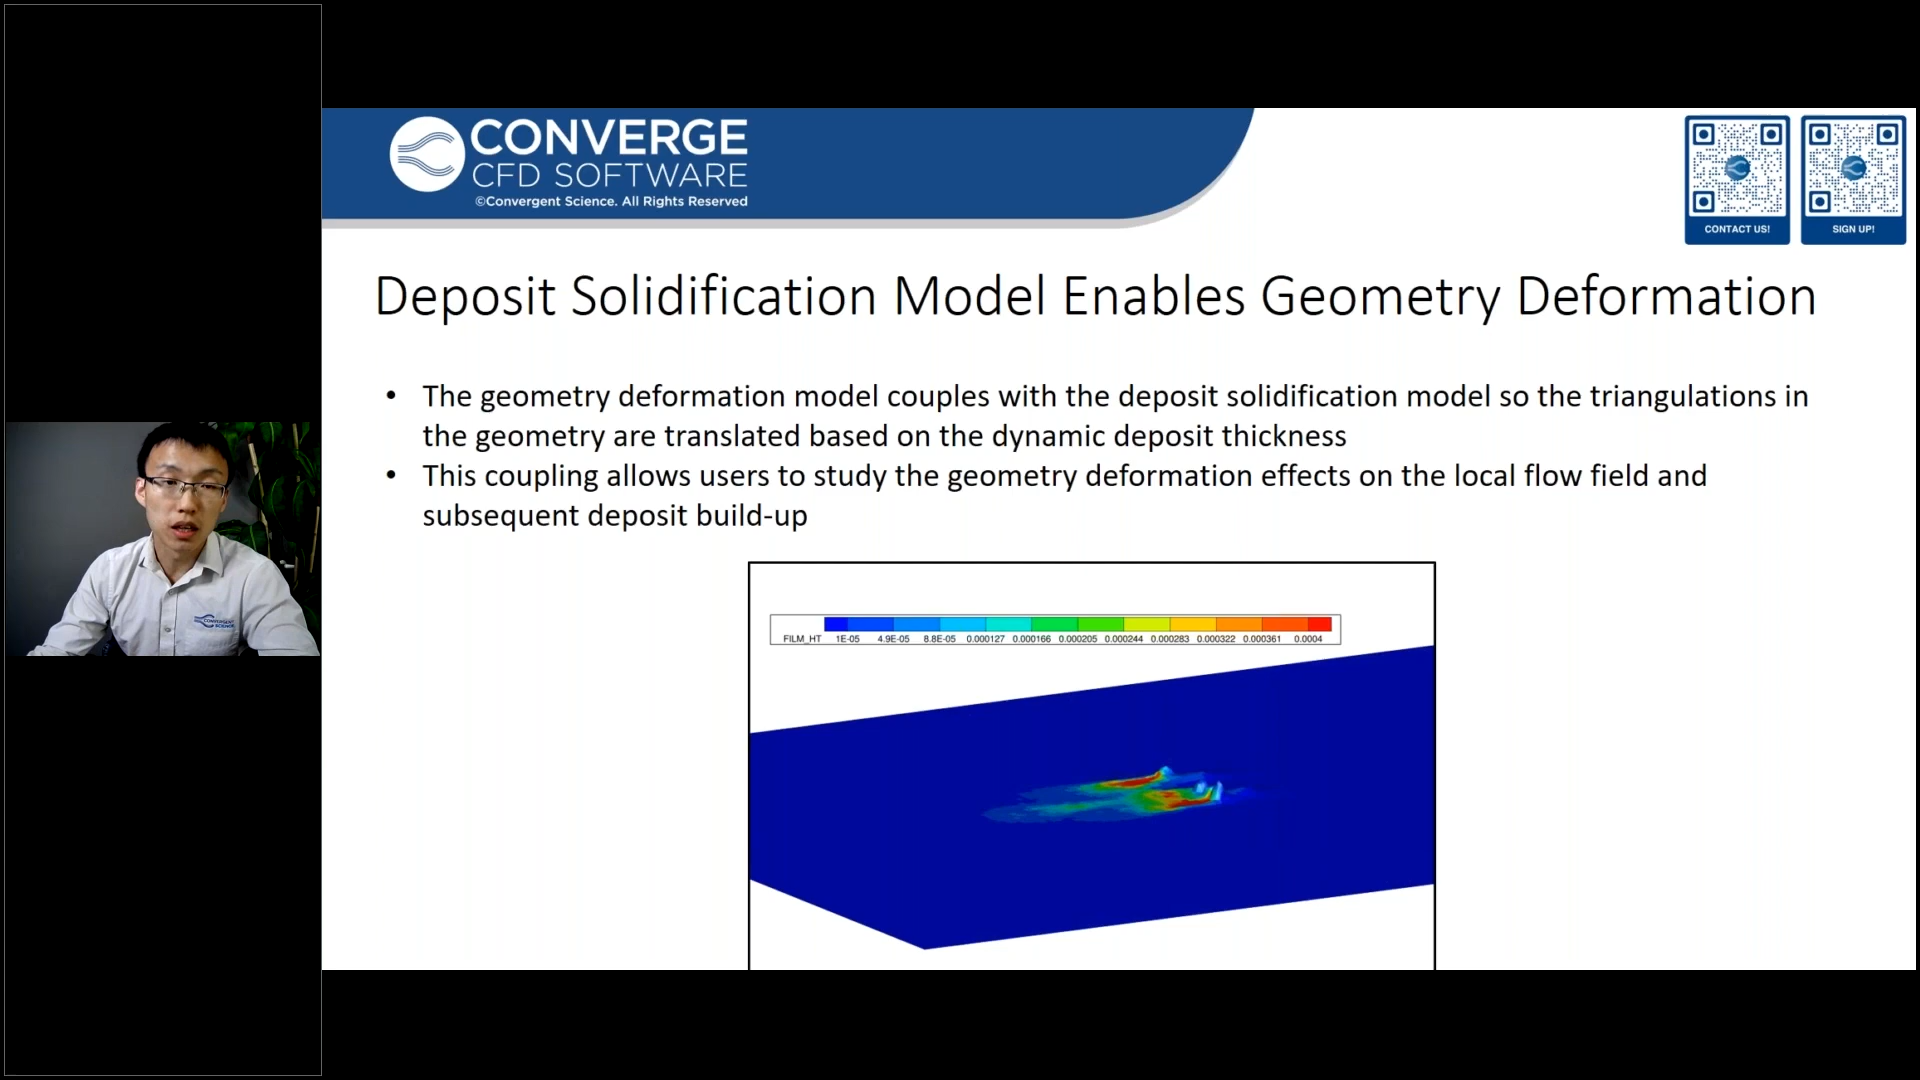 CONVERGE
CFD SOFTWARE
©Convergent Science. All Rights Reserved
CONTACT US!
SIGN UP!
Deposit Solidification Model Enables Geometry Deformation
• The geometry deformation model couples with the deposit solidification model so the triangulations in
the geometry are translated based on the dynamic deposit thickness
• This coupling allows users to study the geometry deformation effects on the local flow field and
subsequent deposit build-up
FILM_HT 1E-05 4.9E-05 8.8E-05 0.000127 0.000166 0.000205 0.000244 0.000283 0.000322 0.000361 0.0004
CONVERGENT
SCIENCE